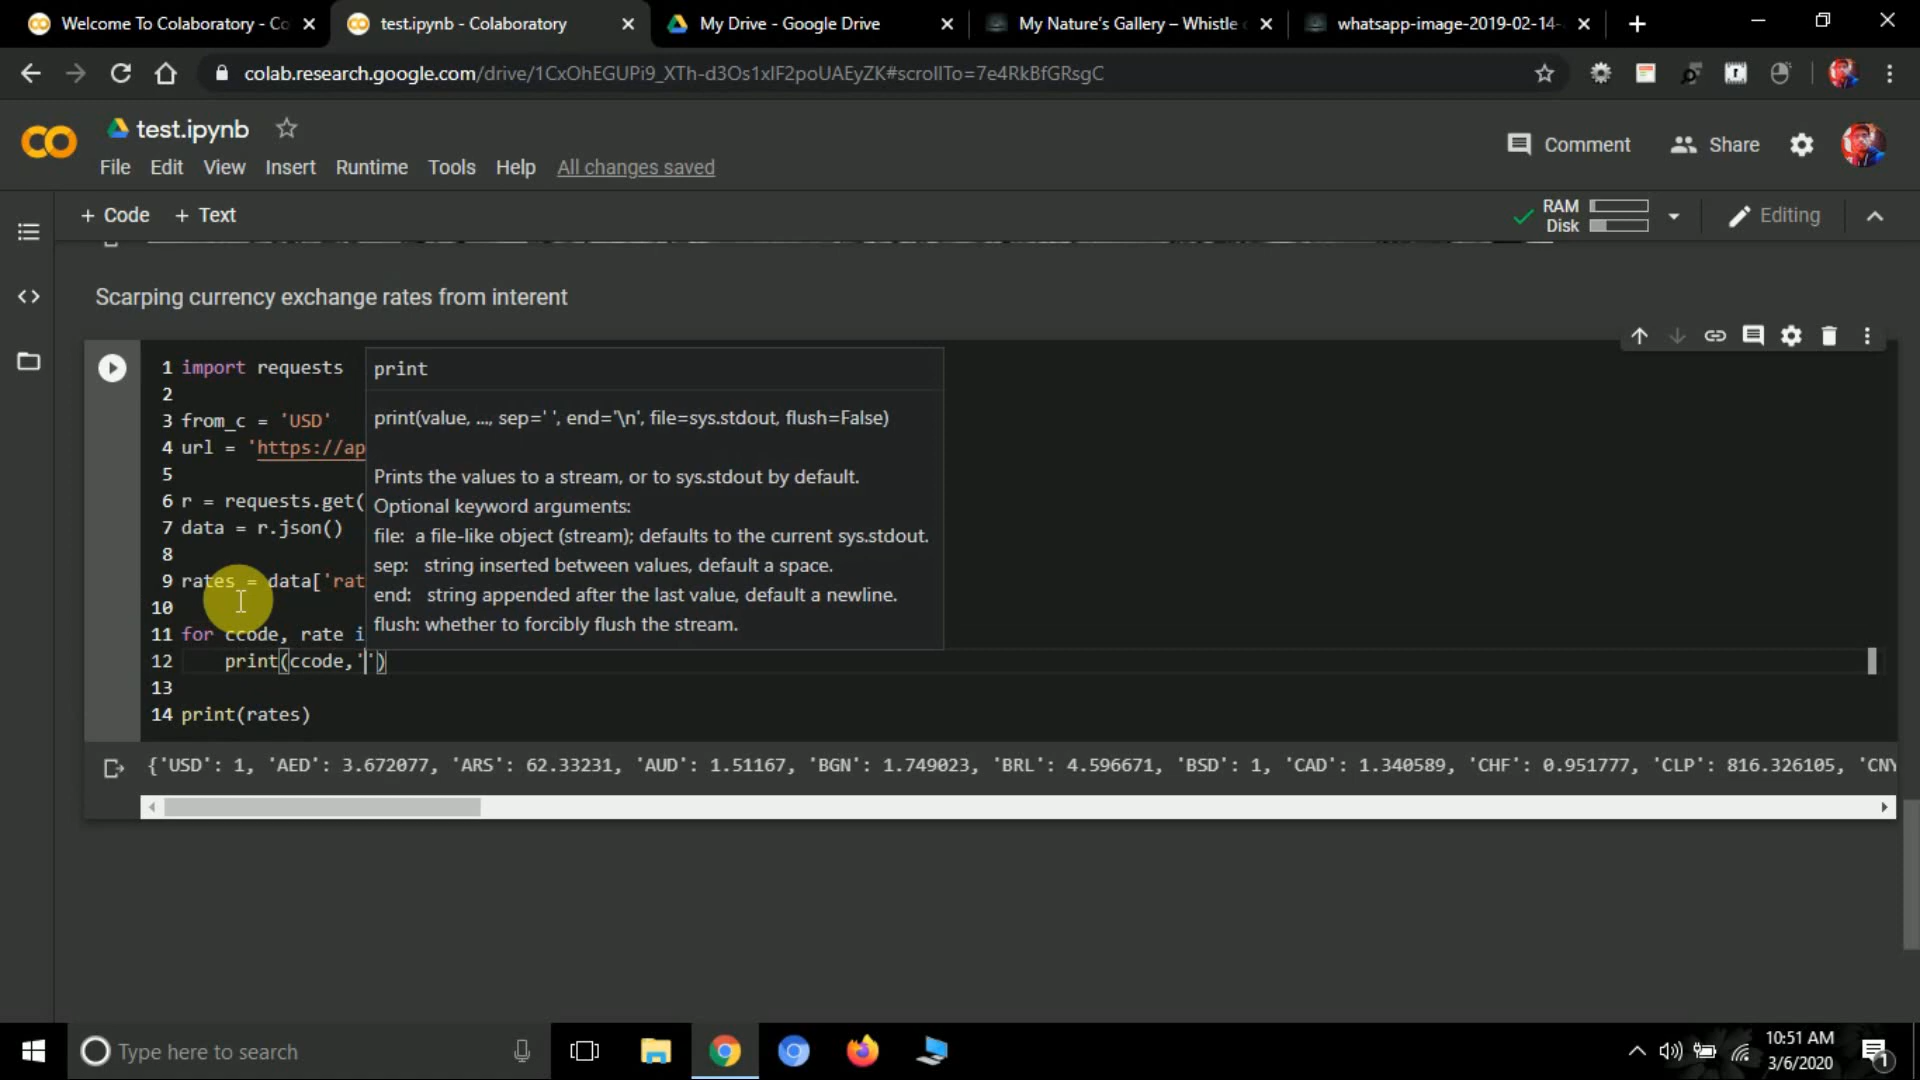 Welcome To Colaboratory - Co
test.ipynb - Colaboratory
My Drive - Google Drive
My Nature's Gallery – Whistle
whatsapp-image-2019-02-14-
colab.research.google.com/drive/1CxOhEGUPi9_XTh-d3Os1xIF2poUAEyZK#scrollTo=7e4RkBfGRsgC
test.ipynb
Comment
Share
File Edit View Insert Runtime Tools Help All changes saved
+ Code + Text
RAM
Disk
Editing
Scarping currency exchange rates from interent
1 import requests
2
3 from_c = 'USD'
4 url = 'https://ap
5
6 r = requests.get(
7 data = r.json()
8
9 rates = data['rat
10
11 for ccode, rate i
12 print(ccode,'')
13
14 print(rates)
print
print(value, ..., sep=' ', end='\n', file=sys.stdout, flush=False)
Prints the values to a stream, or to sys.stdout by default.
Optional keyword arguments:
file: a file-like object (stream); defaults to the current sys.stdout.
sep: string inserted between values, default a space.
end: string appended after the last value, default a newline.
flush: whether to forcibly flush the stream.
{'USD': 1, 'AED': 3.672077, 'ARS': 62.33231, 'AUD': 1.51167, 'BGN': 1.749023, 'BRL': 4.596671, 'BSD': 1, 'CAD': 1.340589, 'CHF': 0.951777, 'CLP': 816.326105, 'CNY
Type here to search
10:51 AM
3/6/2020
1